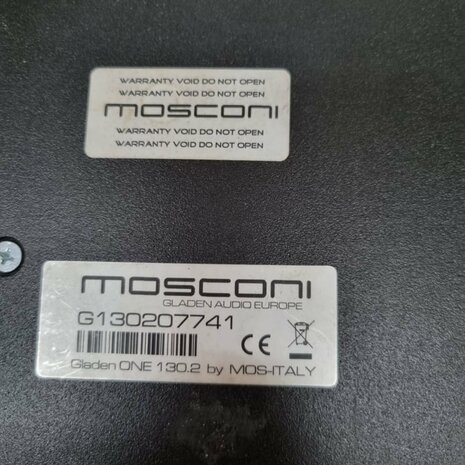 WARRANTY VOID DO NOT OPEN
WARRANTY VOID DO NOT OPEN
mosconi
WARRANTY VOID DO NOT OPEN
WARRANTY VOID DO NOT OPEN
mosconi
GLADEN AUDIO EUROPE
G130207741
CE
Gladen ONE 130.2 by MOS-ITALY